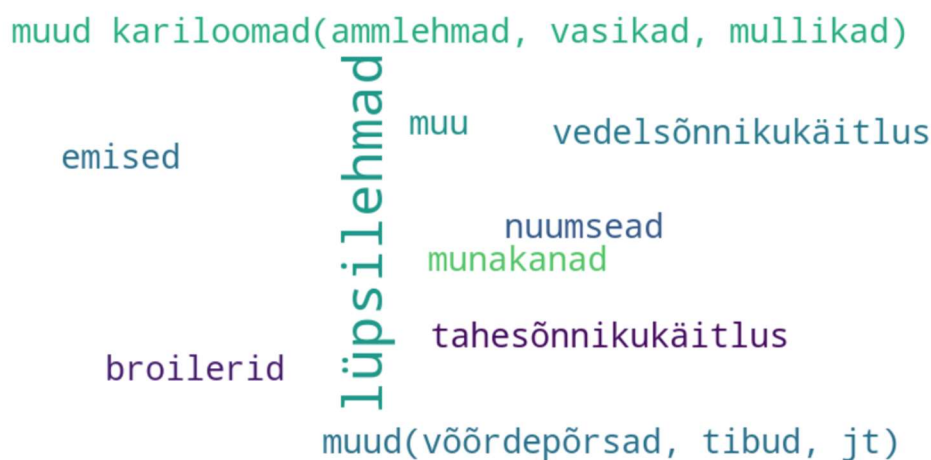 muud kariloomad(ammlehmad, vasikad, mullikad)
lüpsilehmad
muu
vedelsõnnikukäitlus
emised
nuumsead
munakanad
tahesõnnikukäitlus
broilerid
muud(võõrdepõrsad, tibud, jt)